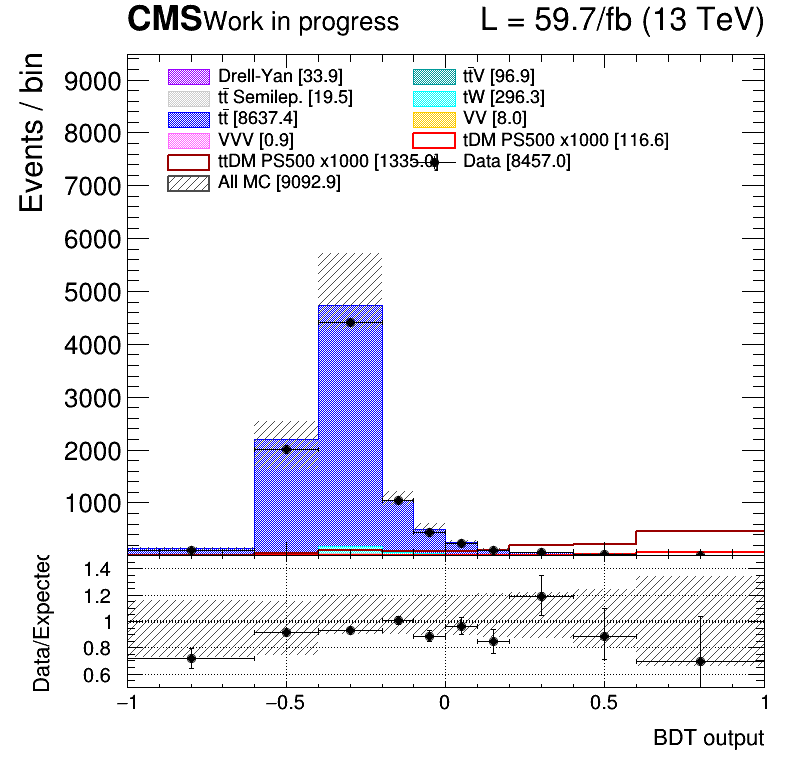 CMS Work in progress L = 59.7/fb (13 TeV)
Events / bin
9000
8000
7000
6000
5000
4000
3000
2000
1000
Drell-Yan [33.9] tt̄V [96.9]
tt̄ Semilep. [19.5] tW [296.3]
tt̄ [8637.4] VV [8.0]
VVV [0.9] tDM PS500 x1000 [116.6]
ttDM PS500 x1000 [1335.0] Data [8457.0]
All MC [9092.9]
Data/Expected
1.4
1.2
1
0.8
0.6
−1 −0.5 0 0.5 1
BDT output